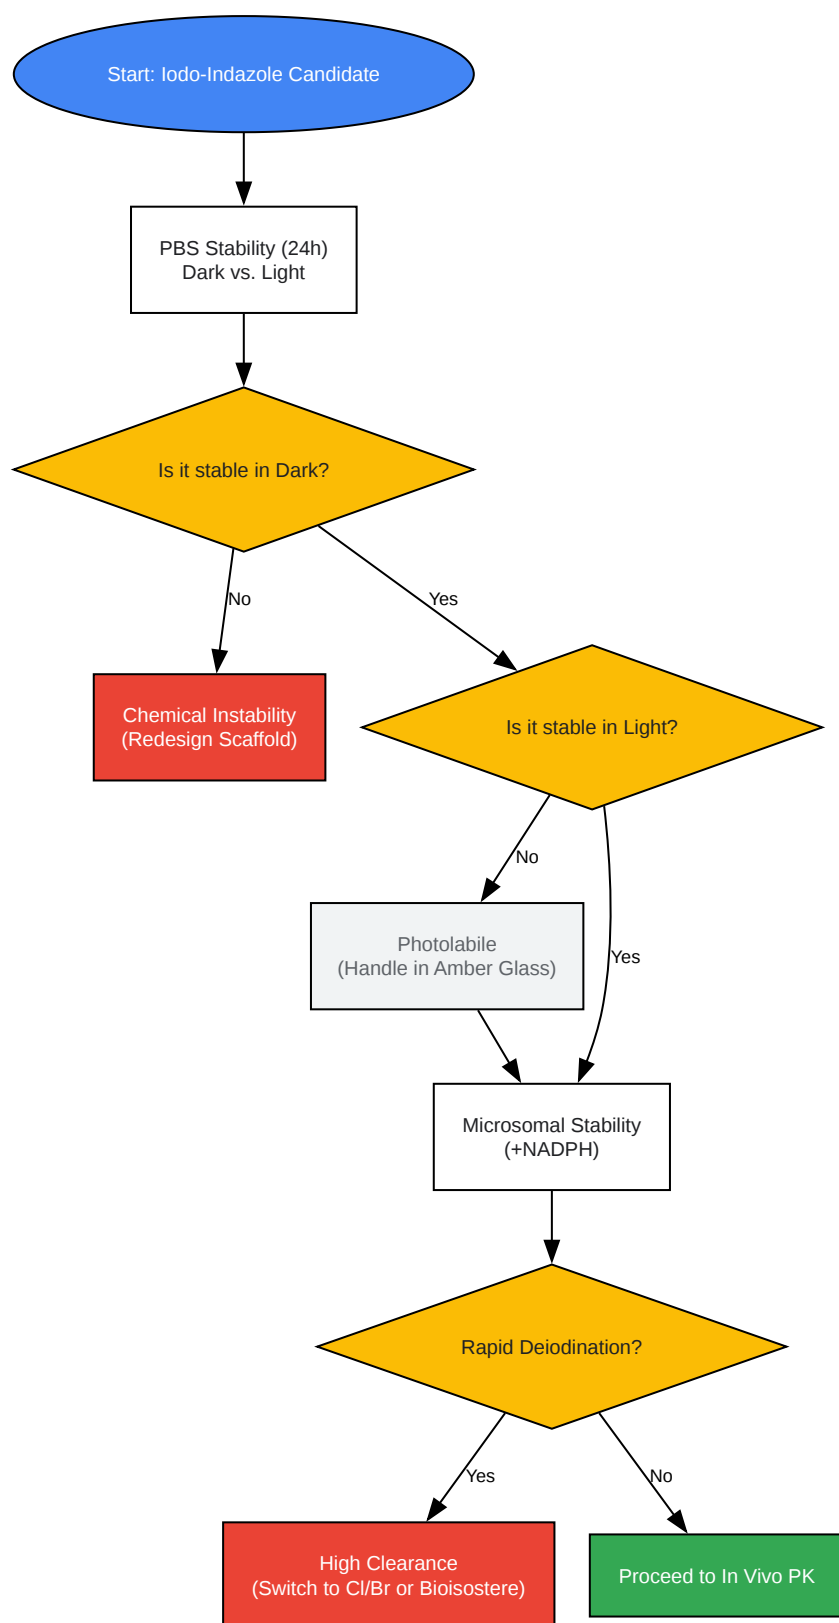 Start: Iodo-Indazole Candidate
PBS Stability (24h)
Dark vs. Light
Is it stable in Dark?
No
Yes
Chemical Instability
(Redesign Scaffold)
Is it stable in Light?
No
Yes
Photolabile
(Handle in Amber Glass)
Microsomal Stability
(+NADPH)
Rapid Deiodination?
Yes
No
High Clearance
(Switch to Cl/Br or Bioisostere)
Proceed to In Vivo PK